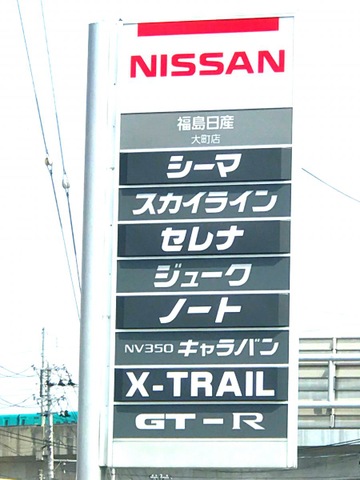 NISSAN
福島日産
大町店
シーマ
スカイライン
セレナ
ジューク
ノート
NV350 キャラバン
X-TRAIL
GT-R